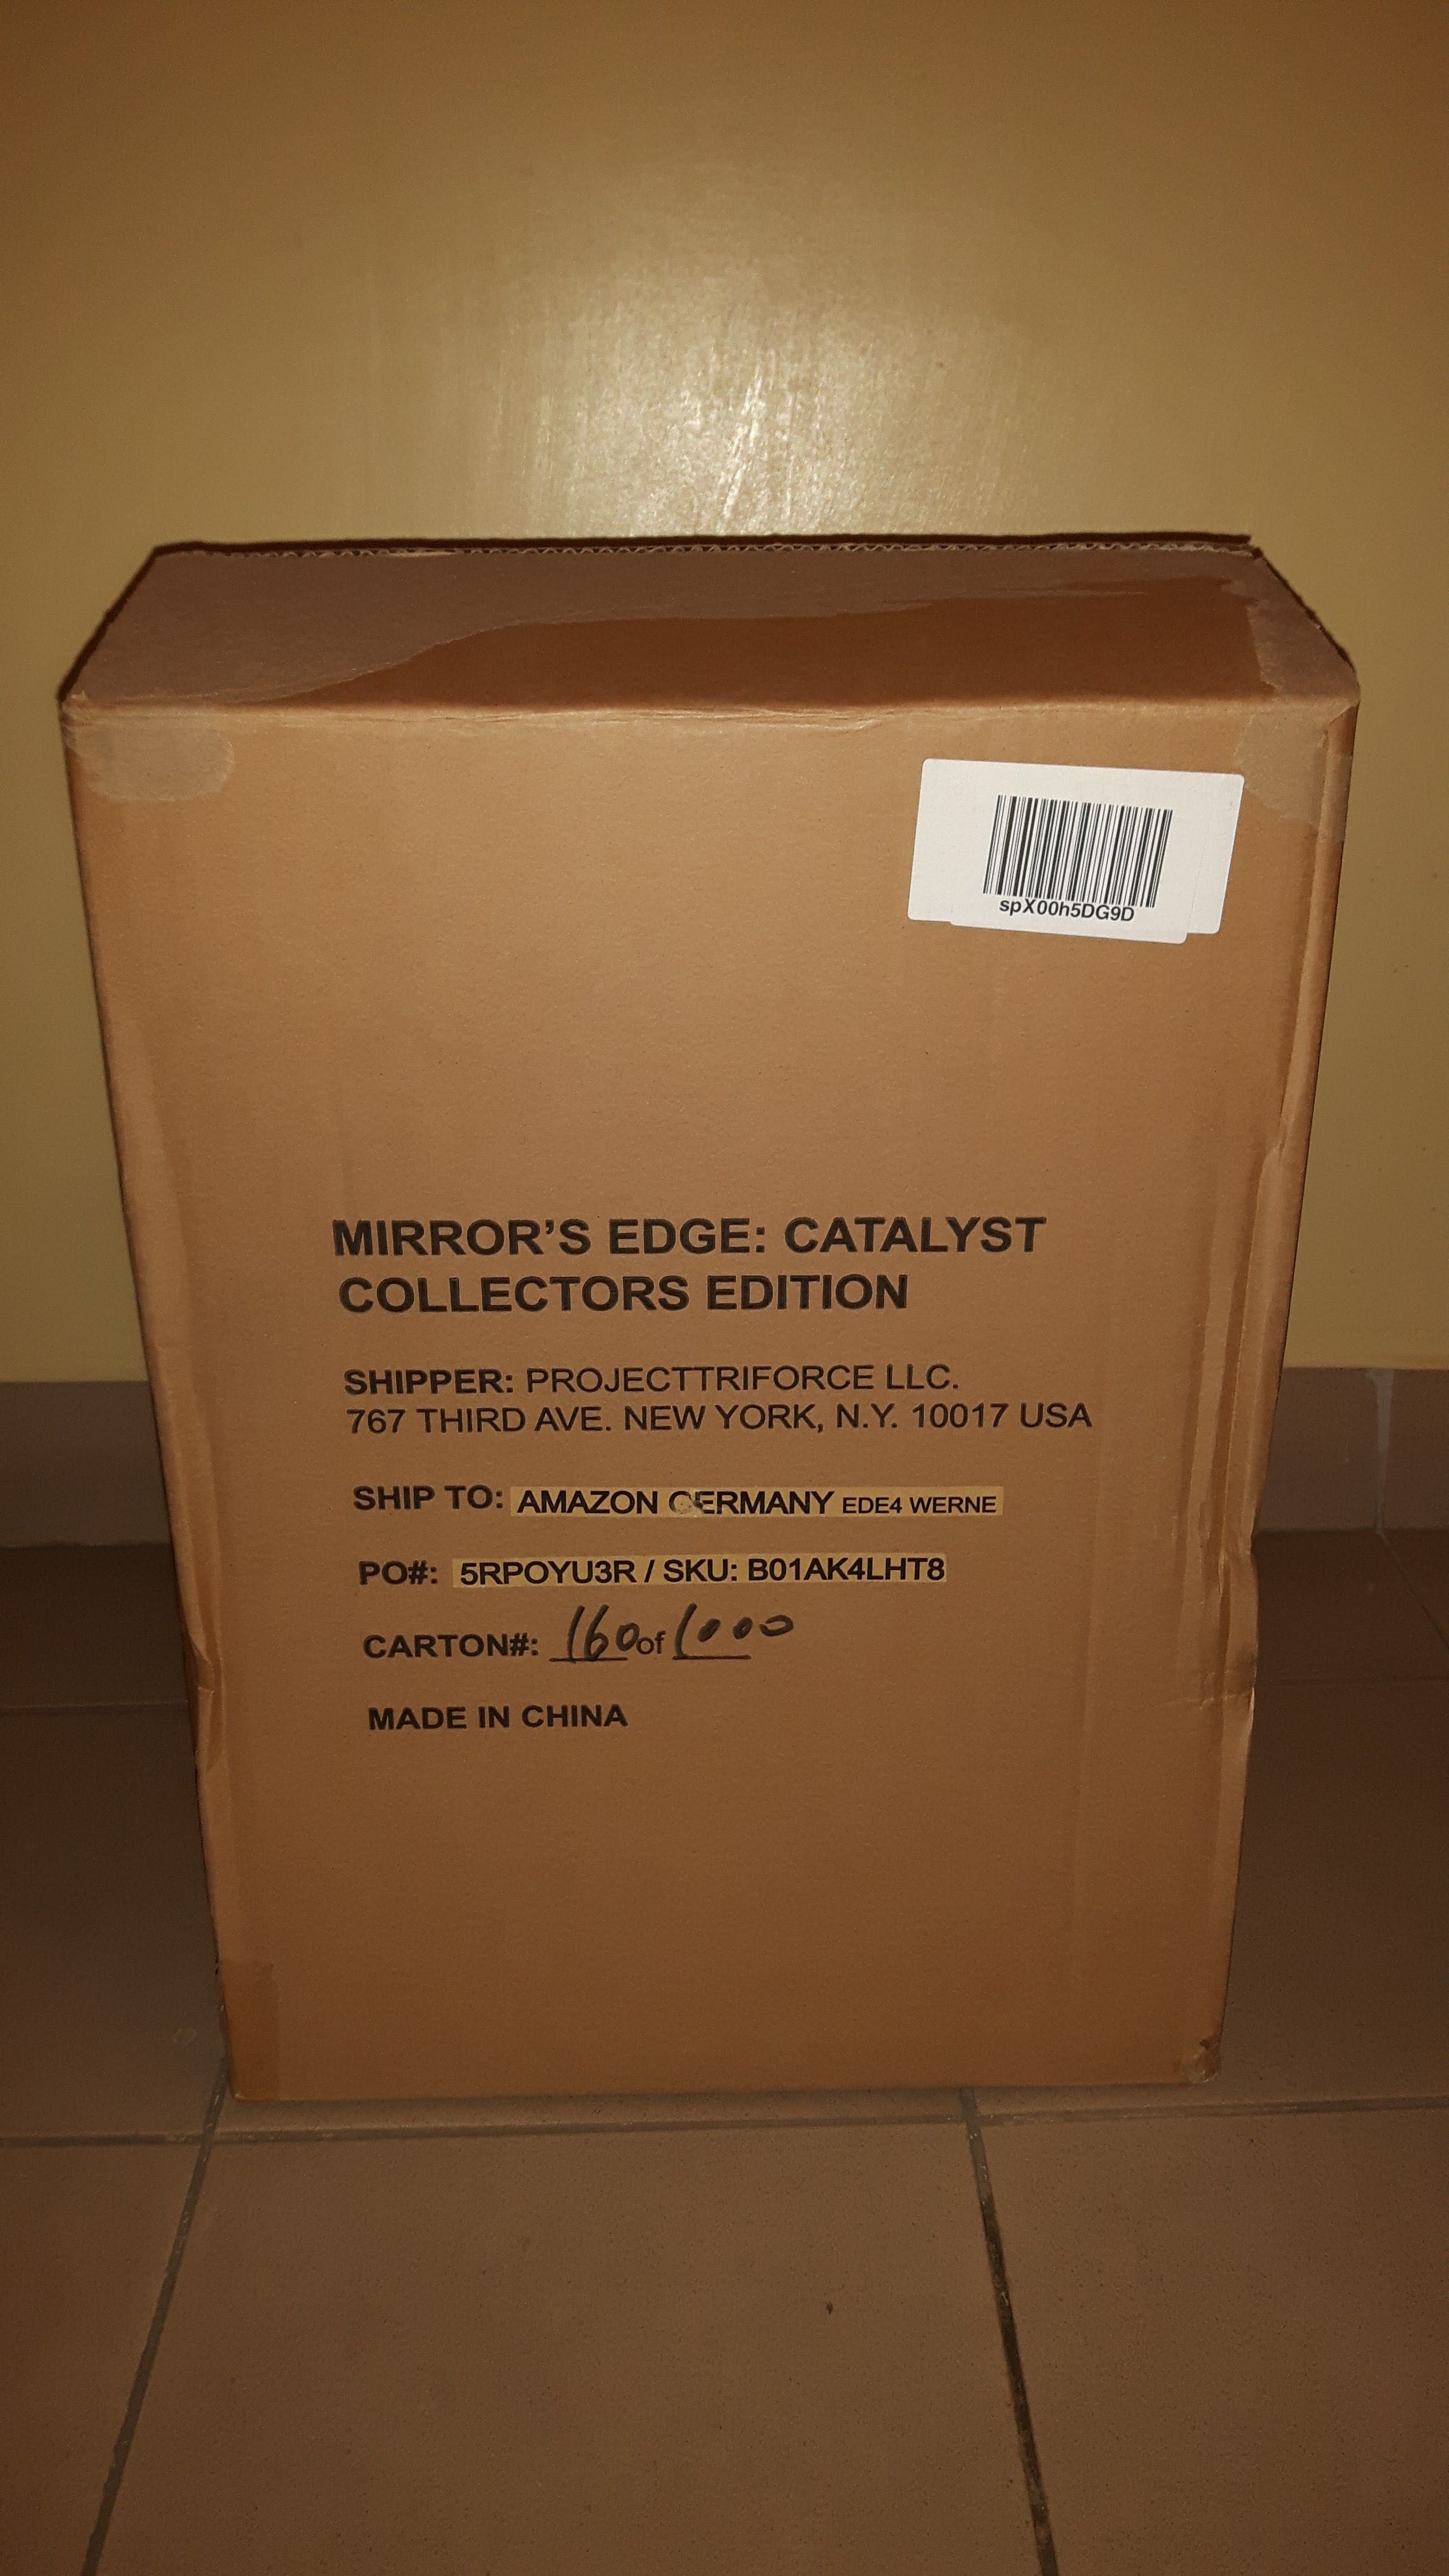 spX00h5DG9D
MIRROR'S EDGE: CATALYST
COLLECTORS EDITION
SHIPPER: PROJECTTRIFORCE LLC.
767 THIRD AVE. NEW YORK, N.Y. 10017 USA
SHIP TO: AMAZON GERMANY EDE4 WERNE
PO#: 5RPOYU3R / SKU: B01AK4LHT8
CARTON#: 160 of 1000
MADE IN CHINA